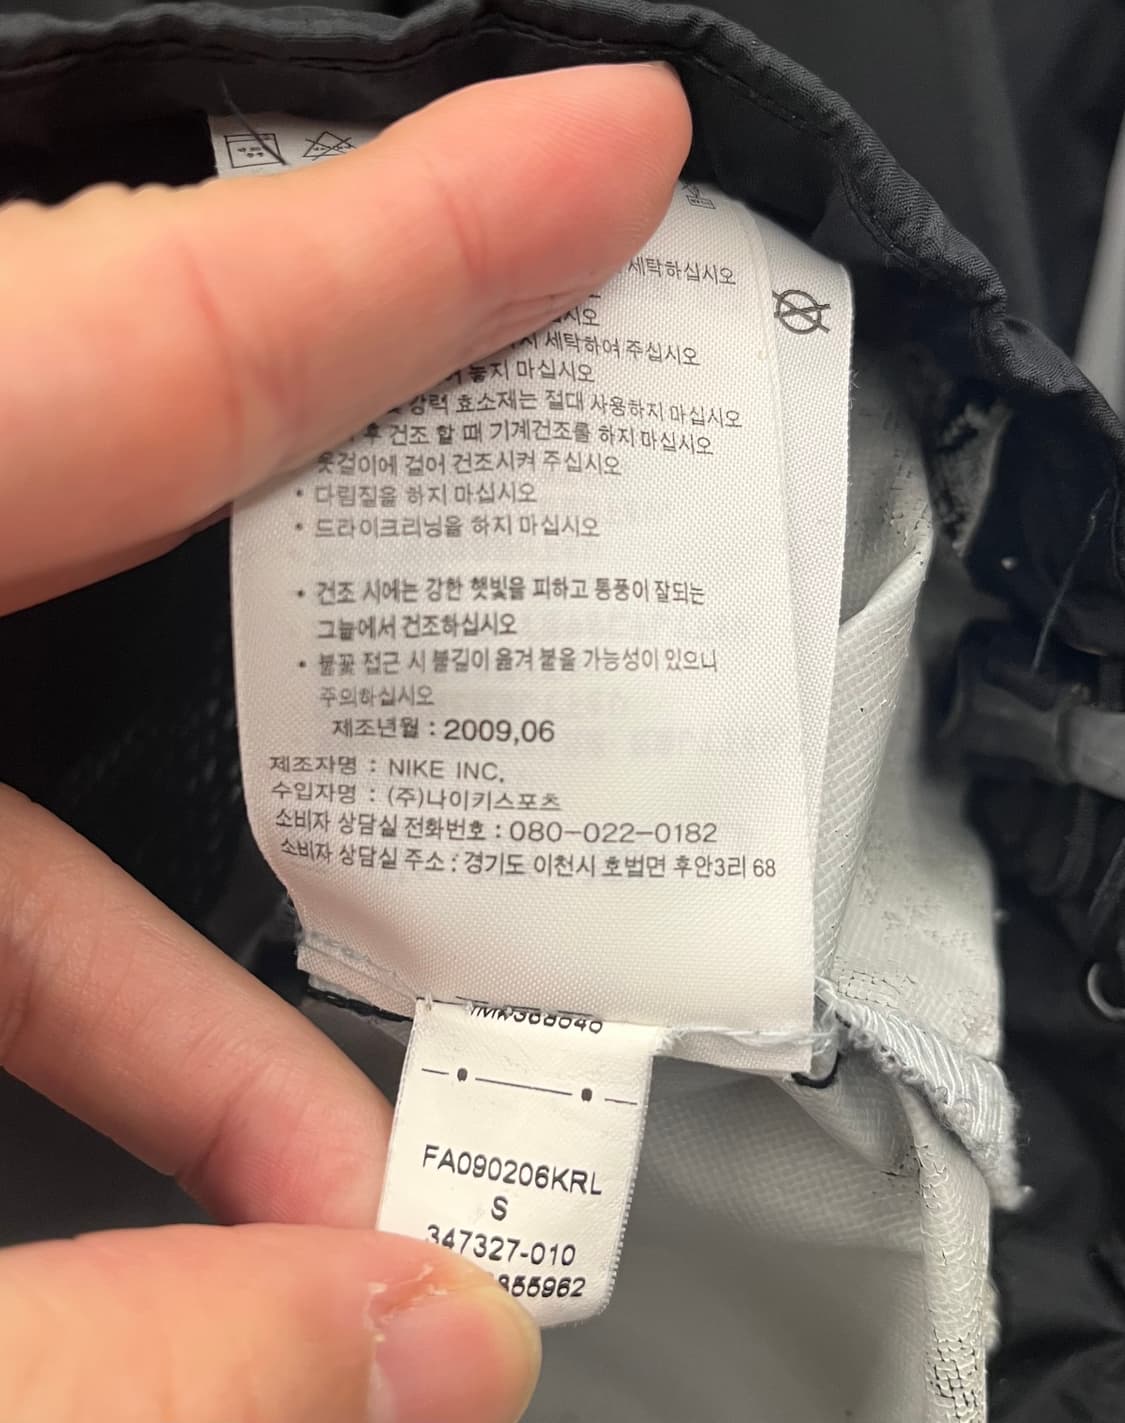 세탁하십시오
세탁하여 주십시오
놓지 마십시오
강력 효소제는 절대 사용하지 마십시오
후 건조 할 때 기계건조를 하지 마십시오
옷걸이에 걸어 건조시켜 주십시오
• 다림질을 하지 마십시오
• 드라이크리닝을 하지 마십시오
• 건조 시에는 강한 햇빛을 피하고 통풍이 잘되는
그늘에서 건조하십시오
• 불꽃 접근 시 불길이 옮겨 붙을 가능성이 있으니
주의하십시오
제조년월 : 2009,06
제조자명 : NIKE INC.
수입자명 : (주)나이키스포츠
소비자 상담실 전화번호 : 080-022-0182
소비자 상담실 주소 : 경기도 이천시 호법면 후안3리 68
FA090206KRL
S
347327-010